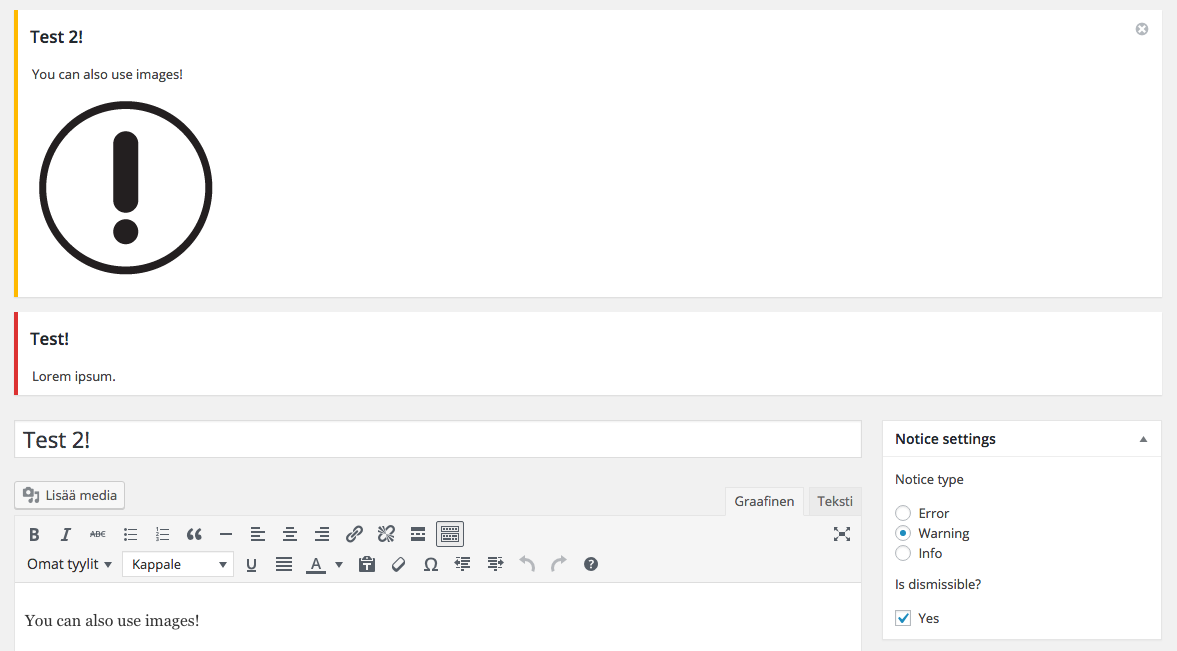 Test 2!
You can also use images!
Test!
Lorem ipsum.
Test 2!
Lisää media
Graafinen Teksti
B I ABC
Omat tyylit Kappale U A Ω ?
You can also use images!
Notice settings
Notice type
Error
Warning
Info
Is dismissible?
Yes